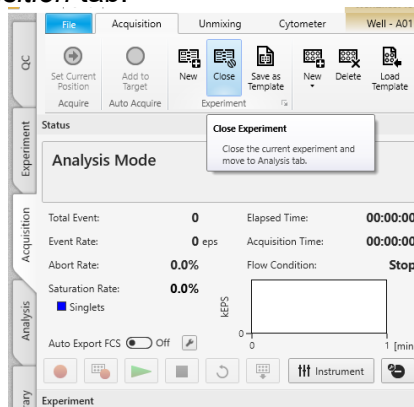 sition tab.
File Acquisition Unmixing Cytometer Well - A01
Set Current Position
Add to Target
New
Close
Save as Template
New
Delete
Load Template
Acquire Auto Acquire Experiment
QC
Experiment
Acquisition
Analysis
Status
Close Experiment
Close the current experiment and
move to Analysis tab.
Analysis Mode
Total Event: 0 Elapsed Time: 00:00:00
Event Rate: 0 eps Acquisition Time: 00:00:00
Abort Rate: 0.0% Flow Condition: Stop
Saturation Rate: 0.0%
Singlets
kEPS
0
0 1 [min
Auto Export FCS Off
Instrument
Experiment